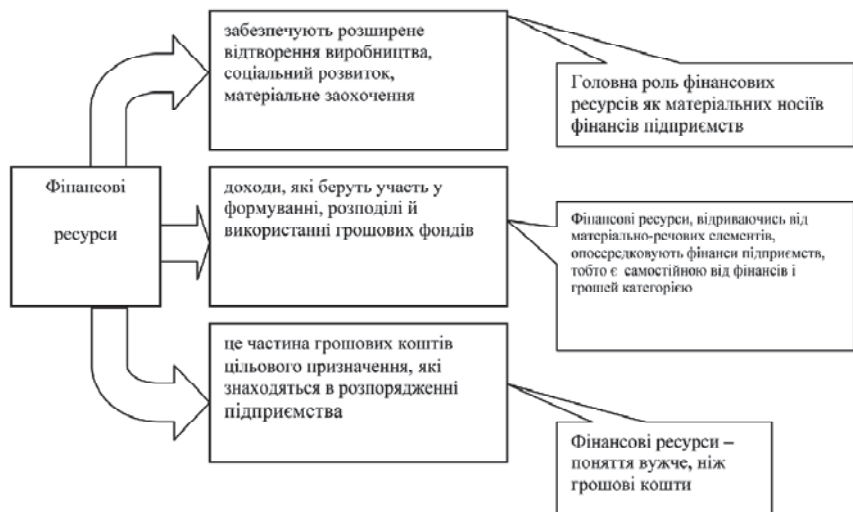 забезпечують розширене
відтворення виробництва,
соціальний розвиток,
матеріальне заохочення
Головна роль фінансових
ресурсів як матеріальних носіїв
фінансів підприємств
Фінансові
ресурси
доходи, які беруть участь у
формуванні, розподілі й
використанні грошових фондів
Фінансові ресурси, відриваючись від
матеріально-речових елементів,
опосередковують фінанси підприємств,
тобто є самостійною від фінансів і
грошей категорією
це частина грошових коштів
цільового призначення, які
знаходяться в розпорядженні
підприємства
Фінансові ресурси –
поняття вужче, ніж
грошові кошти